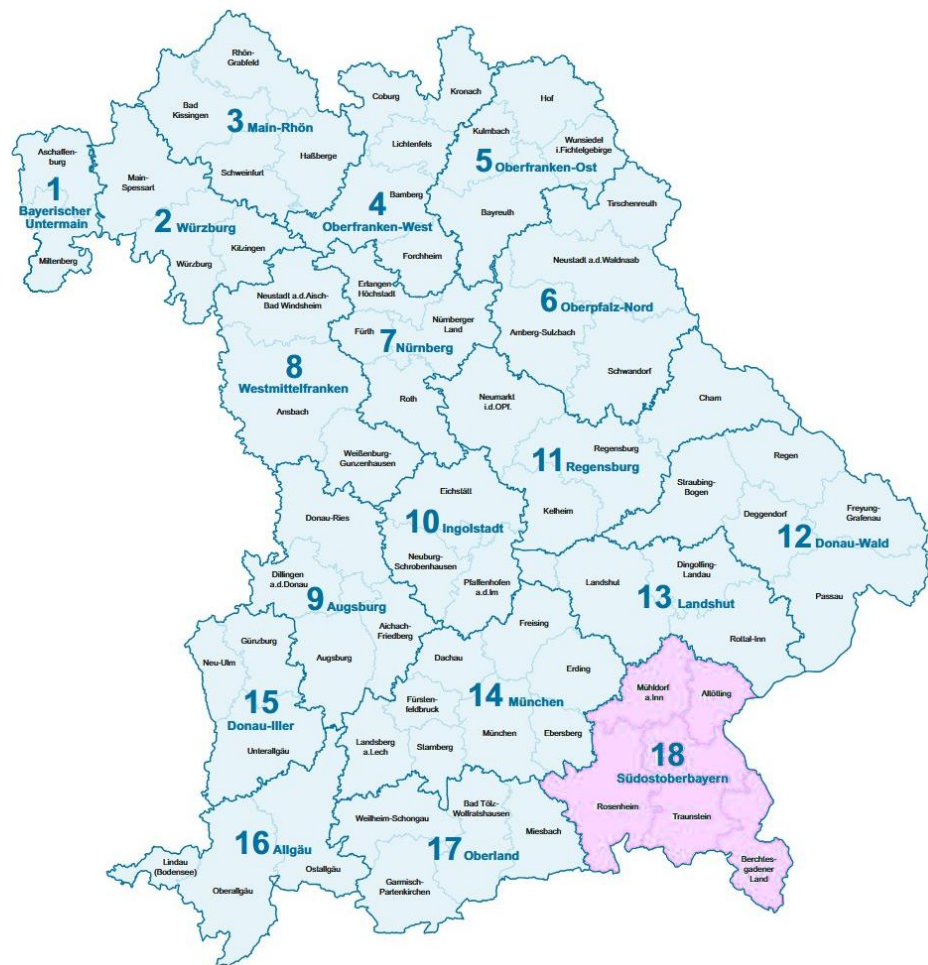 Rhön-
Grabfeld
Bad
Kissingen
3 Main-Rhön
Haßberge
Schweinfurt
Coburg
Kronach
Lichtenfels
Bamberg
4
Oberfranken-West
Forchheim
Hof
Kulmbach
Wunsiedel
i.Fichtelgebirge
5 Oberfranken-Ost
Bayreuth
Aschaffen-
burg
1
Bayerischer
Untermain
Miltenberg
Main-
Spessart
2 Würzburg
Kitzingen
Würzburg
Tirschenreuth
Neustadt a.d.Waldnaab
6 Oberpfalz-Nord
Amberg-Sulzbach
Schwandorf
Neustadt a.d.Aisch-
Bad Windsheim
8
Westmittelfranken
Ansbach
Weißenburg-
Gunzenhausen
Erlangen-
Höchstadt
Nürnberger
Land
Fürth
7 Nürnberg
Roth
Neumarkt
i.d.OPf.
Cham
Regensburg
11 Regensburg
Kelheim
Regen
Straubing-
Bogen
Deggendorf
Freyung-
Grafenau
12 Donau-Wald
Passau
Eichstätt
10 Ingolstadt
Neuburg-
Schrobenhausen
Pfaffenhofen
a.d.Ilm
Donau-Ries
Dillingen
a.d.Donau
9 Augsburg
Aichach-
Friedberg
Augsburg
Landshut
Dingolfing-
Landau
13 Landshut
Rottal-Inn
Günzburg
Neu-Ulm
15
Donau-Iller
Unterallgäu
Freising
Dachau
Erding
14 München
Fürsten-
feldbruck
München
Ebersberg
Landsberg
a.Lech
Starnberg
Mühldorf
a.Inn
Altötting
18
Südostoberbayern
Rosenheim
Traunstein
Berchtes-
gadener
Land
16 Allgäu
Lindau
(Bodensee)
Ostallgäu
Oberallgäu
Bad Tölz-
Wolfratshausen
Weilheim-Schongau
Miesbach
17 Oberland
Garmisch-
Partenkirchen